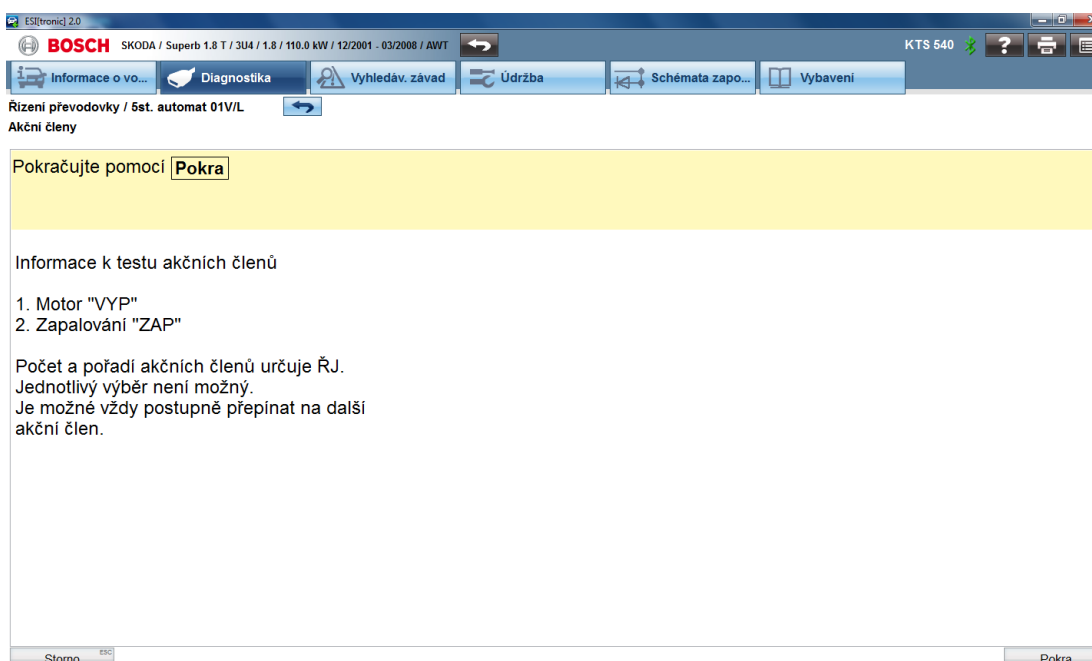 ESI[tronic] 2.0
BOSCH SKODA / Superb 1.8 T / 3U4 / 1.8 / 110.0 kW / 12/2001 - 03/2008 / AWT KTS 540 ?
Informace o vo... Diagnostika Vyhledáv. závad Údržba Schémata zapo... Vybavení
Řízení převodovky / 5st. automat 01V/L
Akční členy
Pokračujte pomocí Pokra
Informace k testu akčních členů
1. Motor "VYP"
2. Zapalování "ZAP"
Počet a pořadí akčních členů určuje ŘJ.
Jednotlivý výběr není možný.
Je možné vždy postupně přepínat na další
akční člen.
Storno ESC Pokra